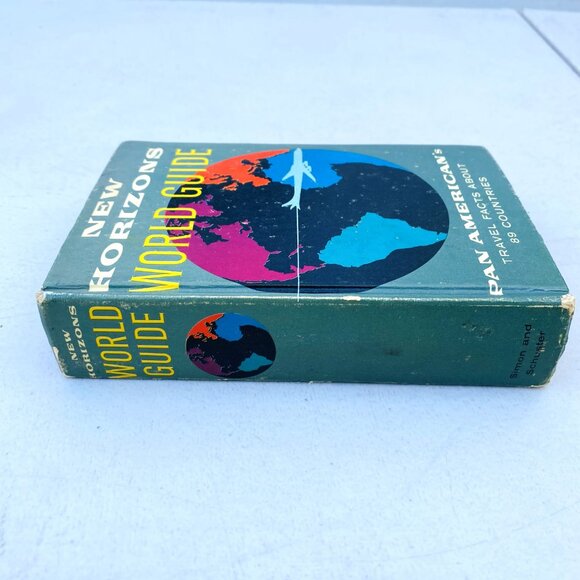 NEW
HORIZONS
WORLD GUIDE
PAN AMERICAN's
TRAVEL FACTS ABOUT
89 COUNTRIES
NEW
HORIZONS
WORLD
GUIDE
Simon and
Schuster